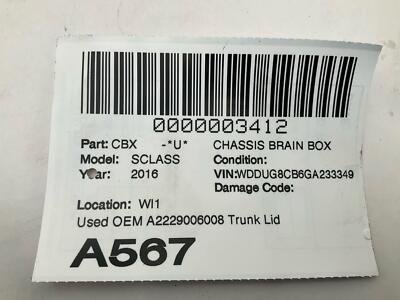 0000003412
Part: CBX -*U* CHASSIS BRAIN BOX
Model: SCLASS Condition:
Year: 2016 VIN:WDDUG8CB6GA233349
Damage Code:
Location: WI1
Used OEM A2229006008 Trunk Lid
A567